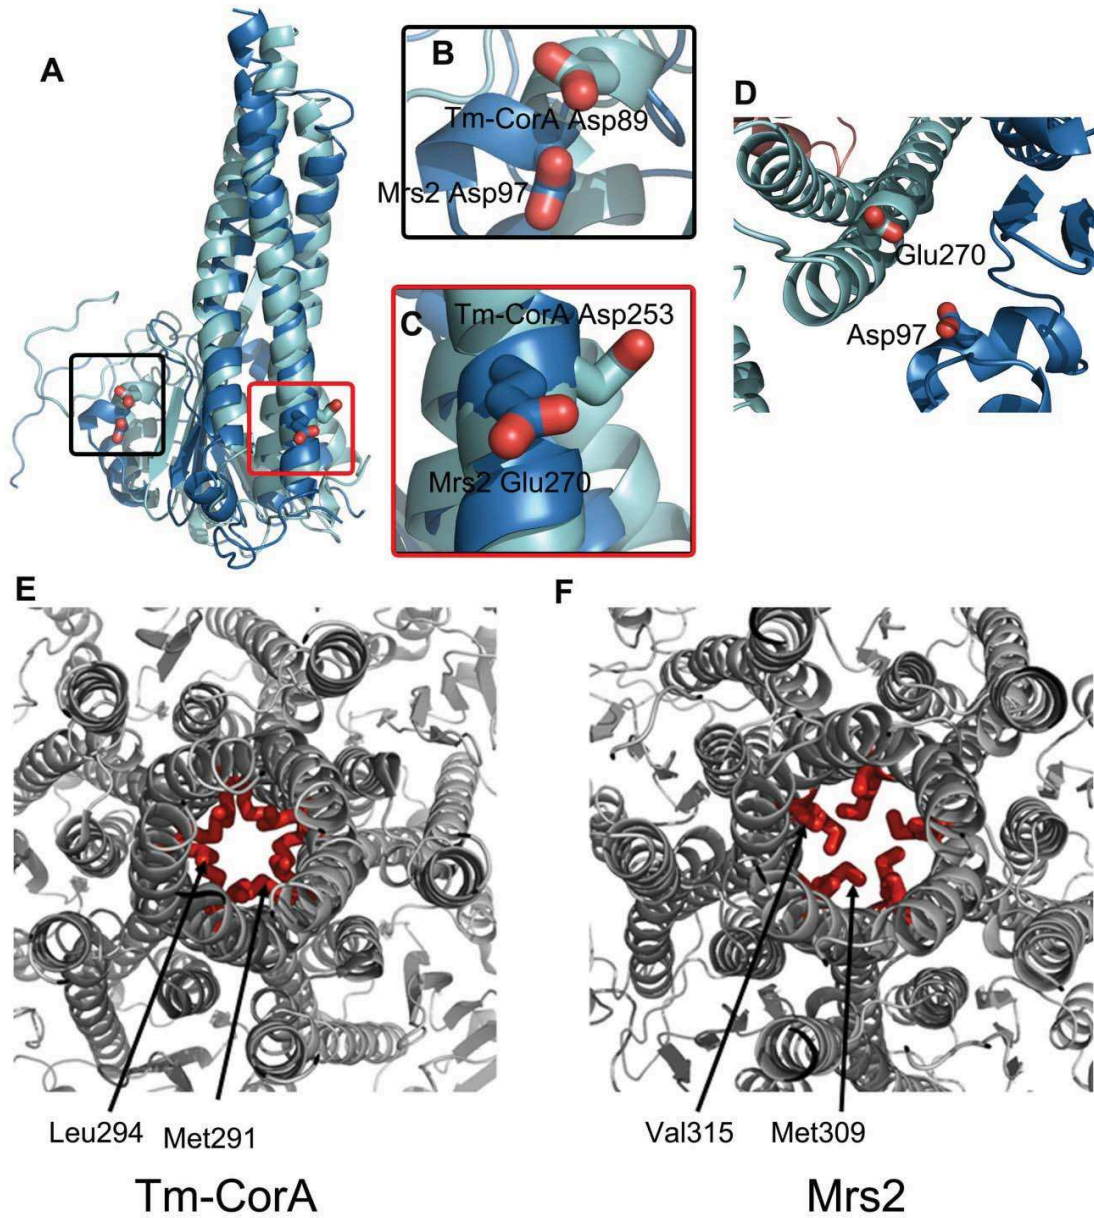 A
B
Tm-CorA Asp89
Mrs2 Asp97
C
Tm-CorA Asp253
Mrs2 Glu270
D
Glu270
Asp97
E
F
Leu294 Met291
Val315 Met309
Tm-CorA
Mrs2